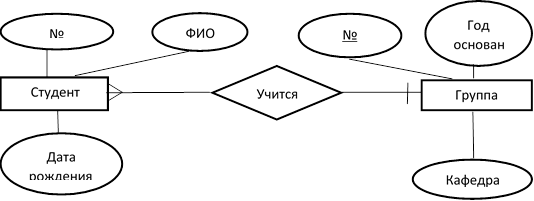 №
ФИО
№
Год
основан
Студент
Учится
Группа
Дата
рождения
Кафедра